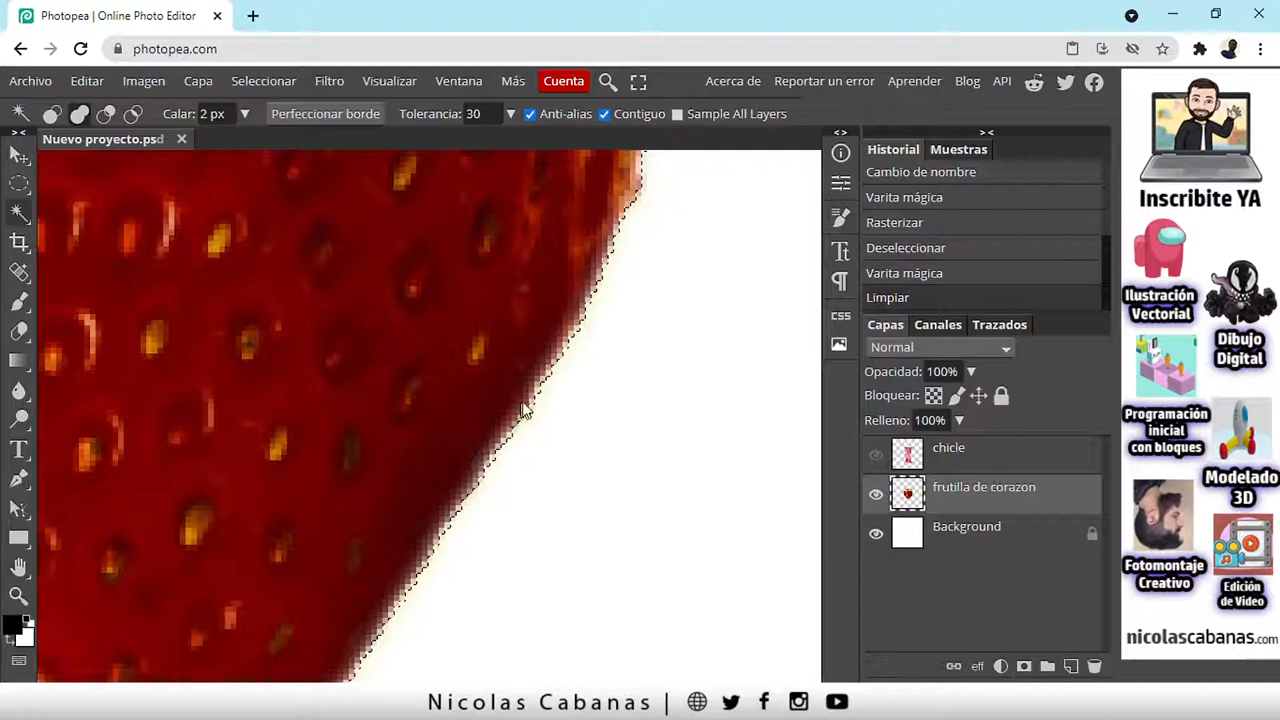 Photopea | Online Photo Editor
photopea.com
Archivo Editar Imagen Capa Seleccionar Filtro Visualizar Ventana Más Cuenta Acerca de Reportar un error Aprender Blog API
Calar: 2 px Perfeccionar borde Tolerancia: 30 Anti-alias Contiguo Sample All Layers
Nuevo proyecto.psd
Historial Muestras
Cambio de nombre
Varita mágica
Rasterizar
Deseleccionar
Varita mágica
Limpiar
CSS
Capas Canales Trazados
Normal
Opacidad: 100%
Bloquear:
Relleno: 100%
chicle
frutilla de corazon
Background
eff
Inscribite YA
Ilustración
Vectorial
Dibujo
Digital
Programación
inicial
con bloques
Modelado
3D
Fotomontaje
Creativo
Edición
de Video
nicolascabanas.com
Nicolas Cabanas |